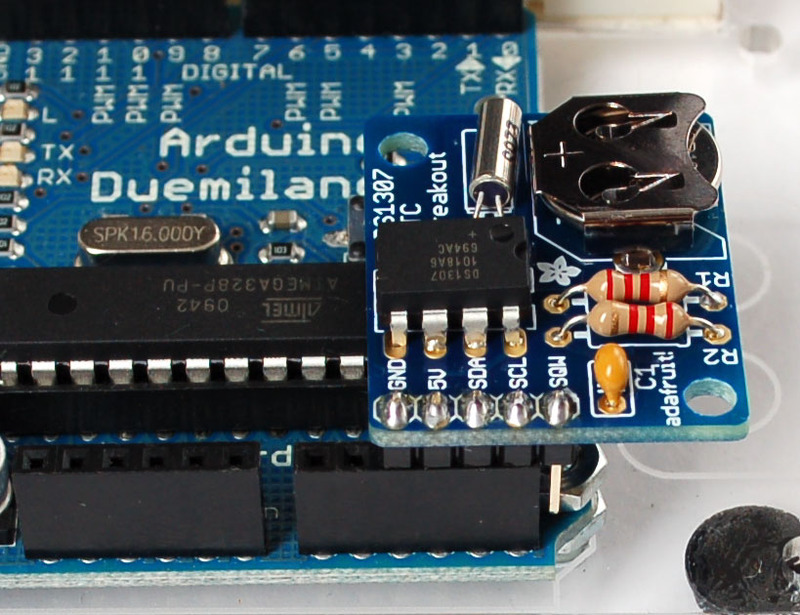 3 2 1 0 9 8 7 6 5 4 3 2 1 0
1 1 1 1
DIGITAL
PWM PWM PWM PWM PWM TX RX
L
TX
RX
Arduino
Duemilan
SPK16.000Y
ATMEL
0942
ATMEGA328P-PU
DS1307
breakout
0027
+
DS1307
1018A5
694AC
R1
R2
C1
adafruit!
GND 5V SDA SCL SQW